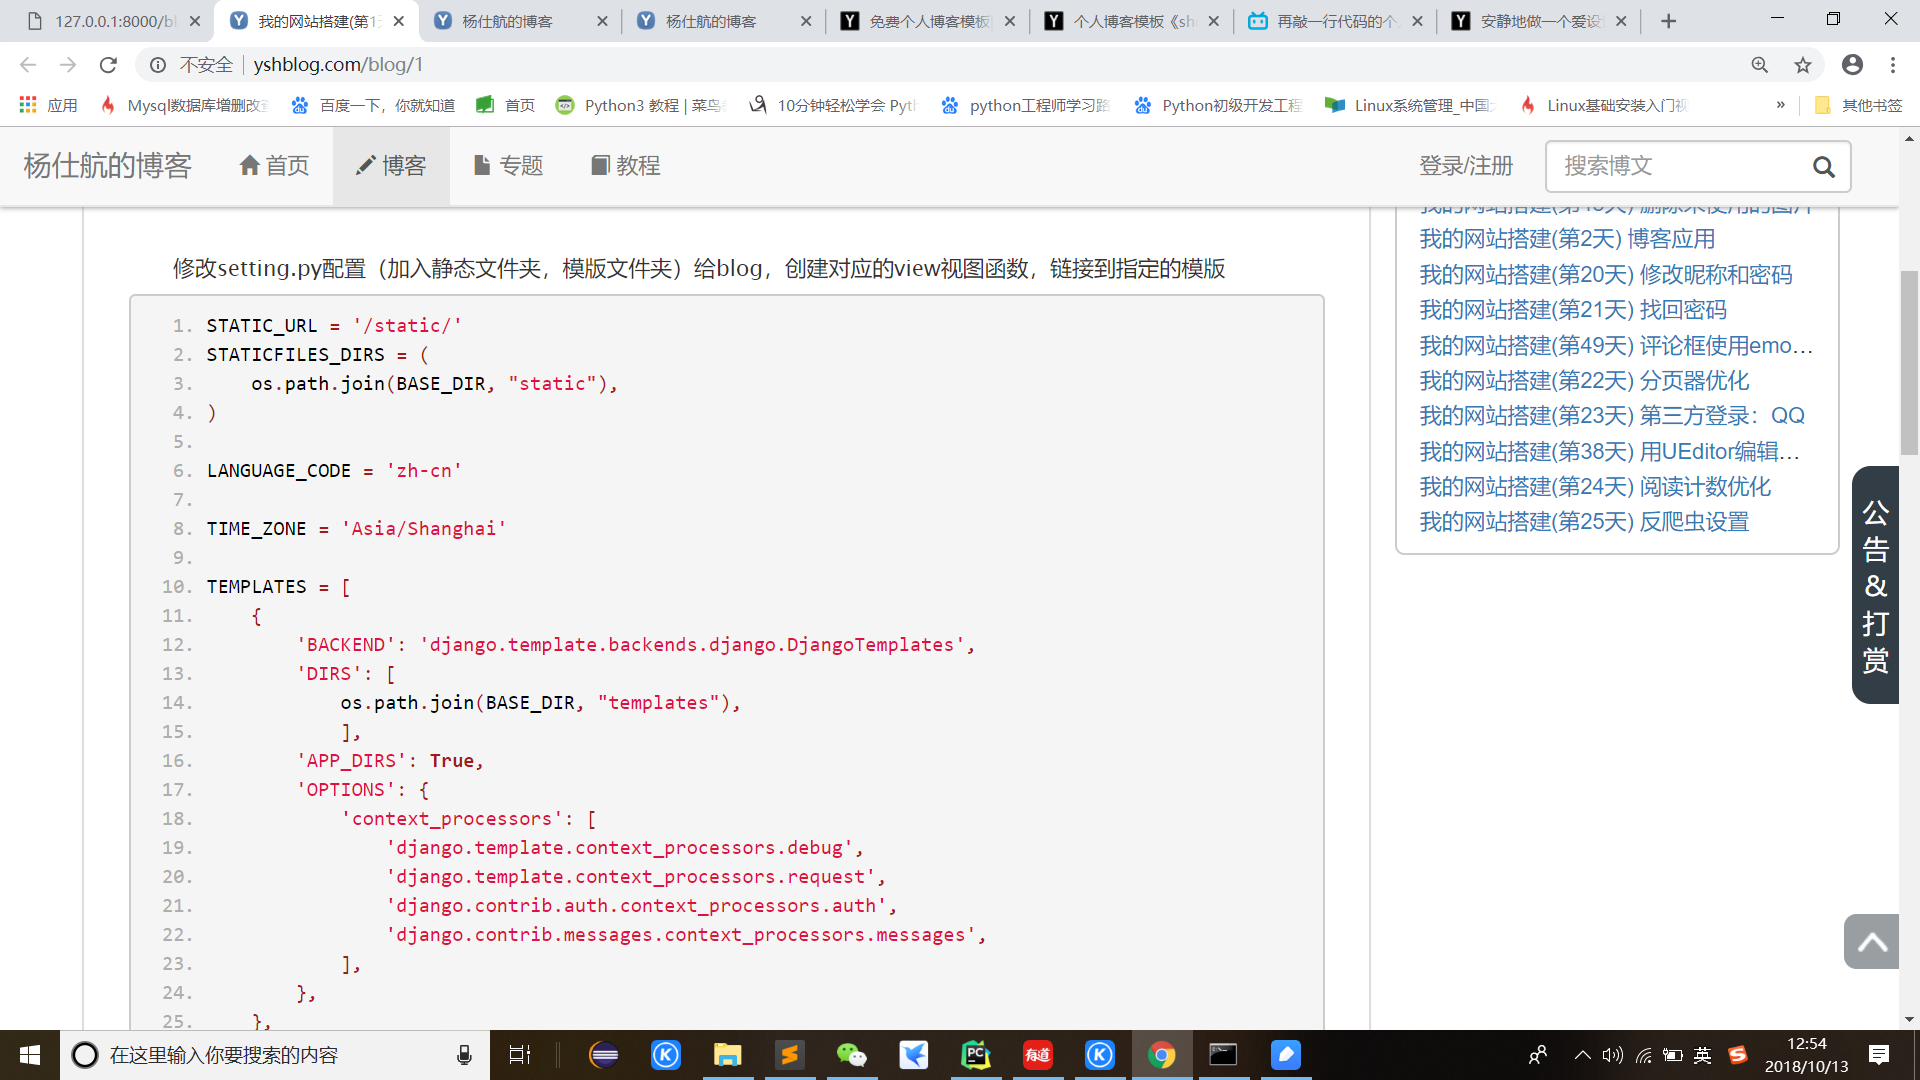 127.0.0.1:8000/bl
我的网站搭建(第1
杨仕航的博客
杨仕航的博客
免费个人博客模板
个人博客模板《sh
再敲一行代码的个
安静地做一个爱设
不安全
yshblog.com/blog/1
应用
Mysql数据库增删改
百度一下，你就知道
首页
Python3 教程 | 菜鸟
10分钟轻松学会 Pyth
python工程师学习路
Python初级开发工程
Linux系统管理_中国
Linux基础安装入门视
»
其他书签
杨仕航的博客
首页
博客
专题
教程
登录/注册
搜索博文
修改setting.py配置（加入静态文件夹，模版文件夹）给blog，创建对应的view视图函数，链接到指定的模版
1. STATIC_URL = '/static/'
2. STATICFILES_DIRS = (
3.     os.path.join(BASE_DIR, "static"),
4. )
5.
6. LANGUAGE_CODE = 'zh-cn'
7.
8. TIME_ZONE = 'Asia/Shanghai'
9.
10. TEMPLATES = [
11.     {
12.         'BACKEND': 'django.template.backends.django.DjangoTemplates',
13.         'DIRS': [
14.             os.path.join(BASE_DIR, "templates"),
15.             ],
16.         'APP_DIRS': True,
17.         'OPTIONS': {
18.             'context_processors': [
19.                 'django.template.context_processors.debug',
20.                 'django.template.context_processors.request',
21.                 'django.contrib.auth.context_processors.auth',
22.                 'django.contrib.messages.context_processors.messages',
23.             ],
24.         },
25.     },
我的网站搭建(第2天) 博客应用
我的网站搭建(第20天) 修改昵称和密码
我的网站搭建(第21天) 找回密码
我的网站搭建(第49天) 评论框使用emo…
我的网站搭建(第22天) 分页器优化
我的网站搭建(第23天) 第三方登录：QQ
我的网站搭建(第38天) 用UEditor编辑…
我的网站搭建(第24天) 阅读计数优化
我的网站搭建(第25天) 反爬虫设置
公告&打赏
在这里输入你要搜索的内容
有道
英
12:54
2018/10/13